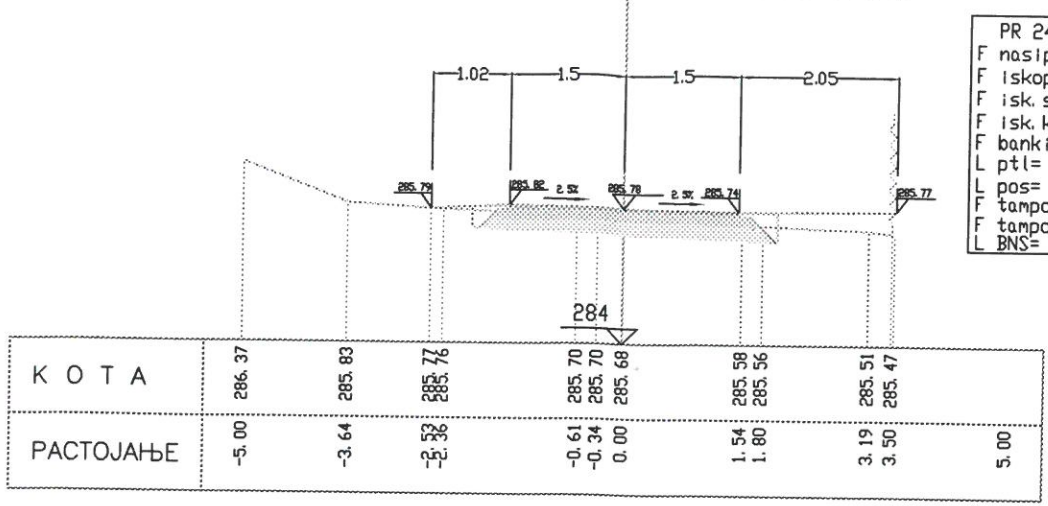 PR 24
1.02 1.5 1.5 2.05
F nasip
F iskop
F isk. s
F isk. k
F banki
L ptl=
L pos=
F tampo
F tampo
L BNS=
285.79 285.82 2.5% 285.78 2.5% 285.74 285.77
284
К О Т А 286.37 285.83 285.77 285.76 285.70 285.70 285.68 285.58 285.56 285.51 285.47
РАСТОЈАЊЕ -5.00 -3.64 -2.53 -2.36 -0.61 -0.34 0.00 1.54 1.80 3.19 3.50 5.00